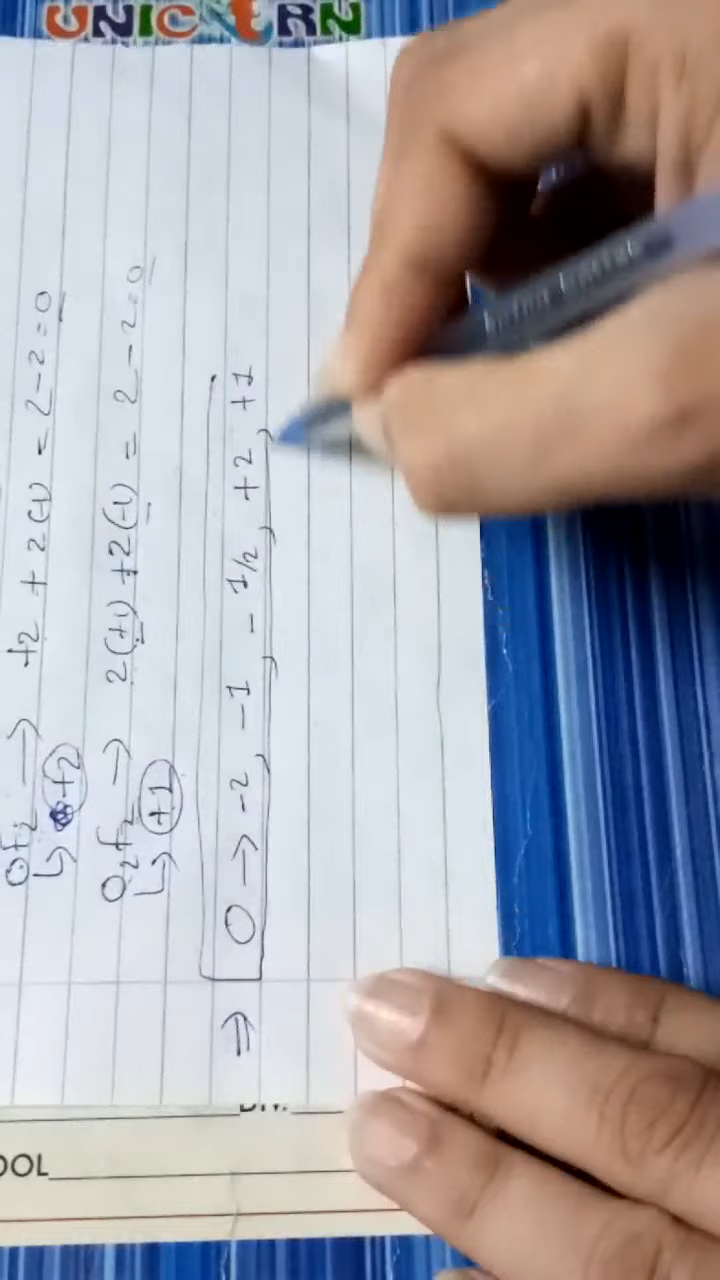 UNIC RN
OF₂ → +2 + 2(-1) = 2-2=0
↳ +2
O₂F₂ → 2(+1)+2(-1) = 2-2=0
↳ +1
⇒ O → -2, -1, -1/2, +2, +1
DIV.
OOL